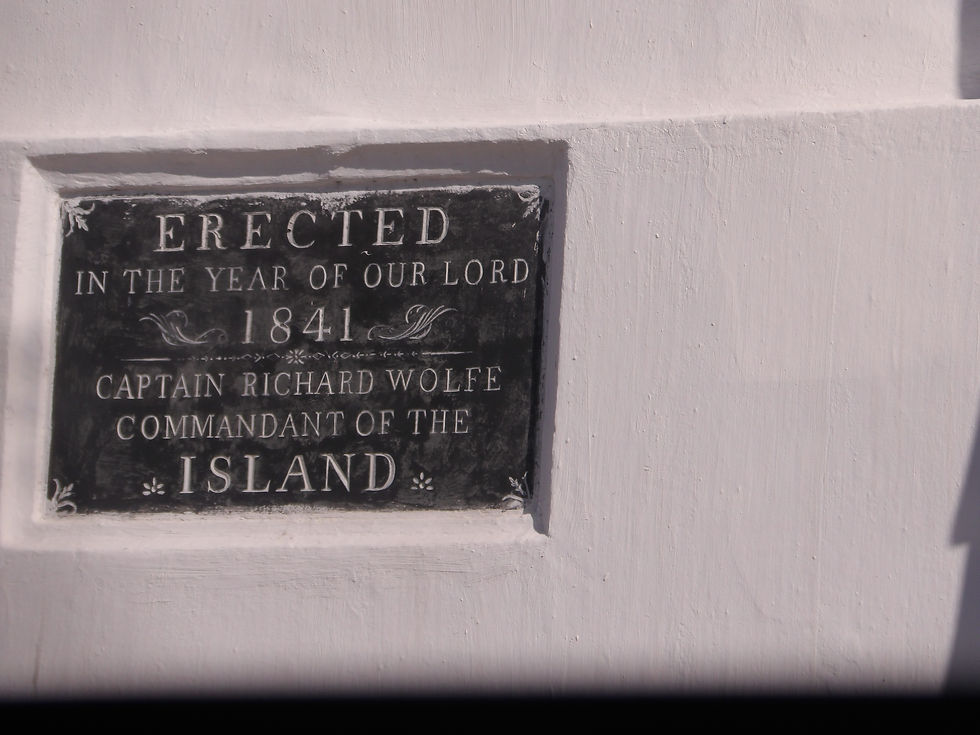 ERECTED
IN THE YEAR OF OUR LORD
1841
CAPTAIN RICHARD WOLFE
COMMANDANT OF THE
ISLAND